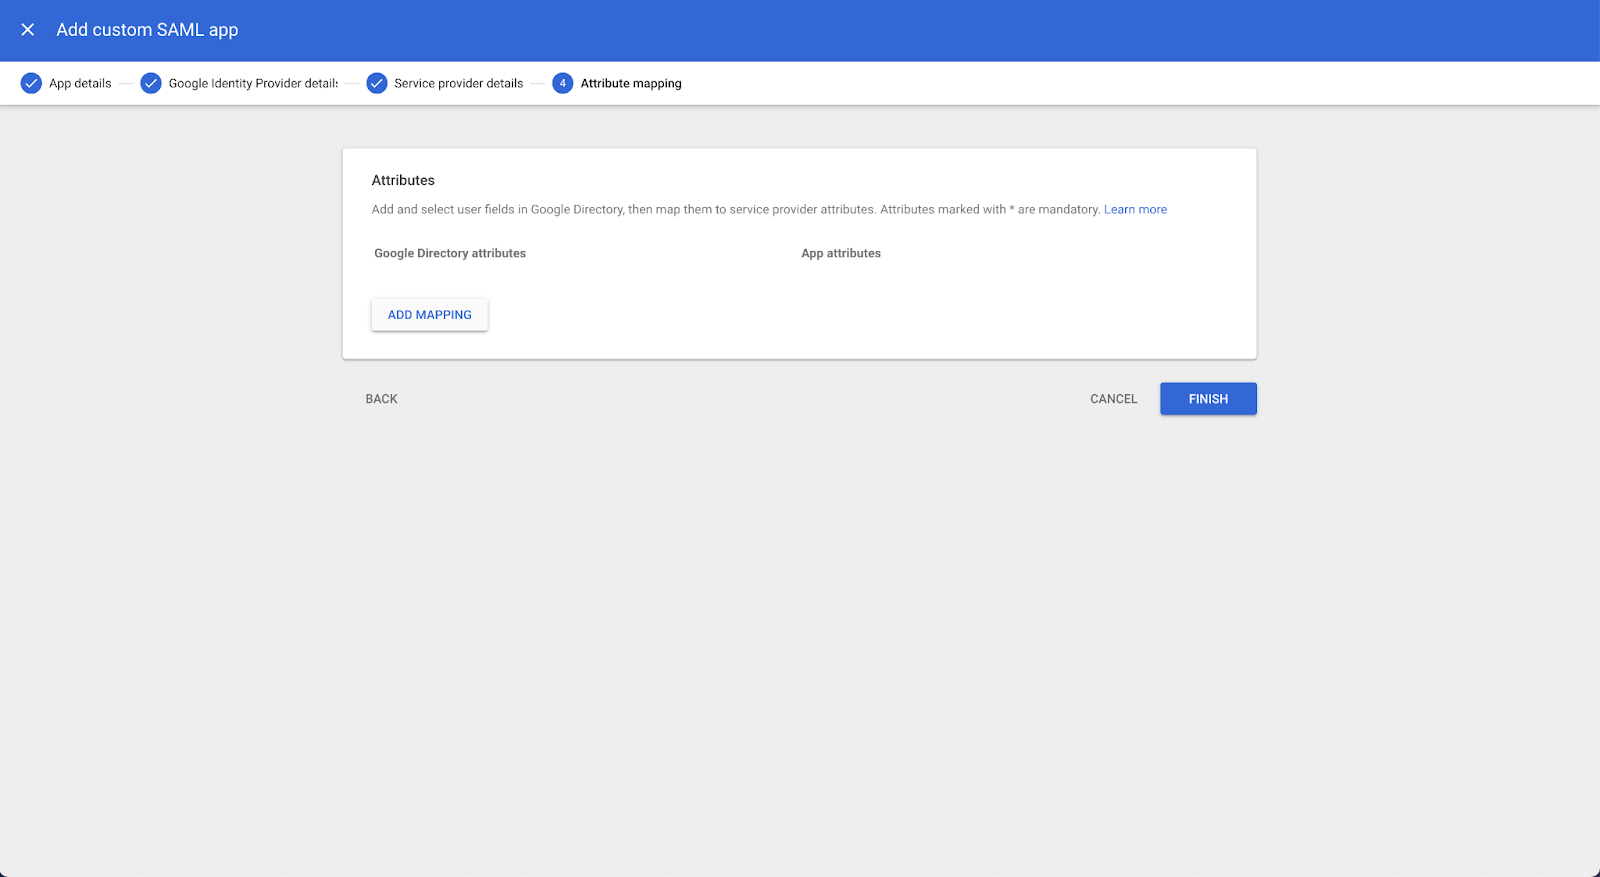 Add custom SAML app
App details
Google Identity Provider details
Service provider details
4 Attribute mapping
Attributes
Add and select user fields in Google Directory, then map them to service provider attributes. Attributes marked with * are mandatory. Learn more
Google Directory attributes App attributes
ADD MAPPING
BACK CANCEL FINISH